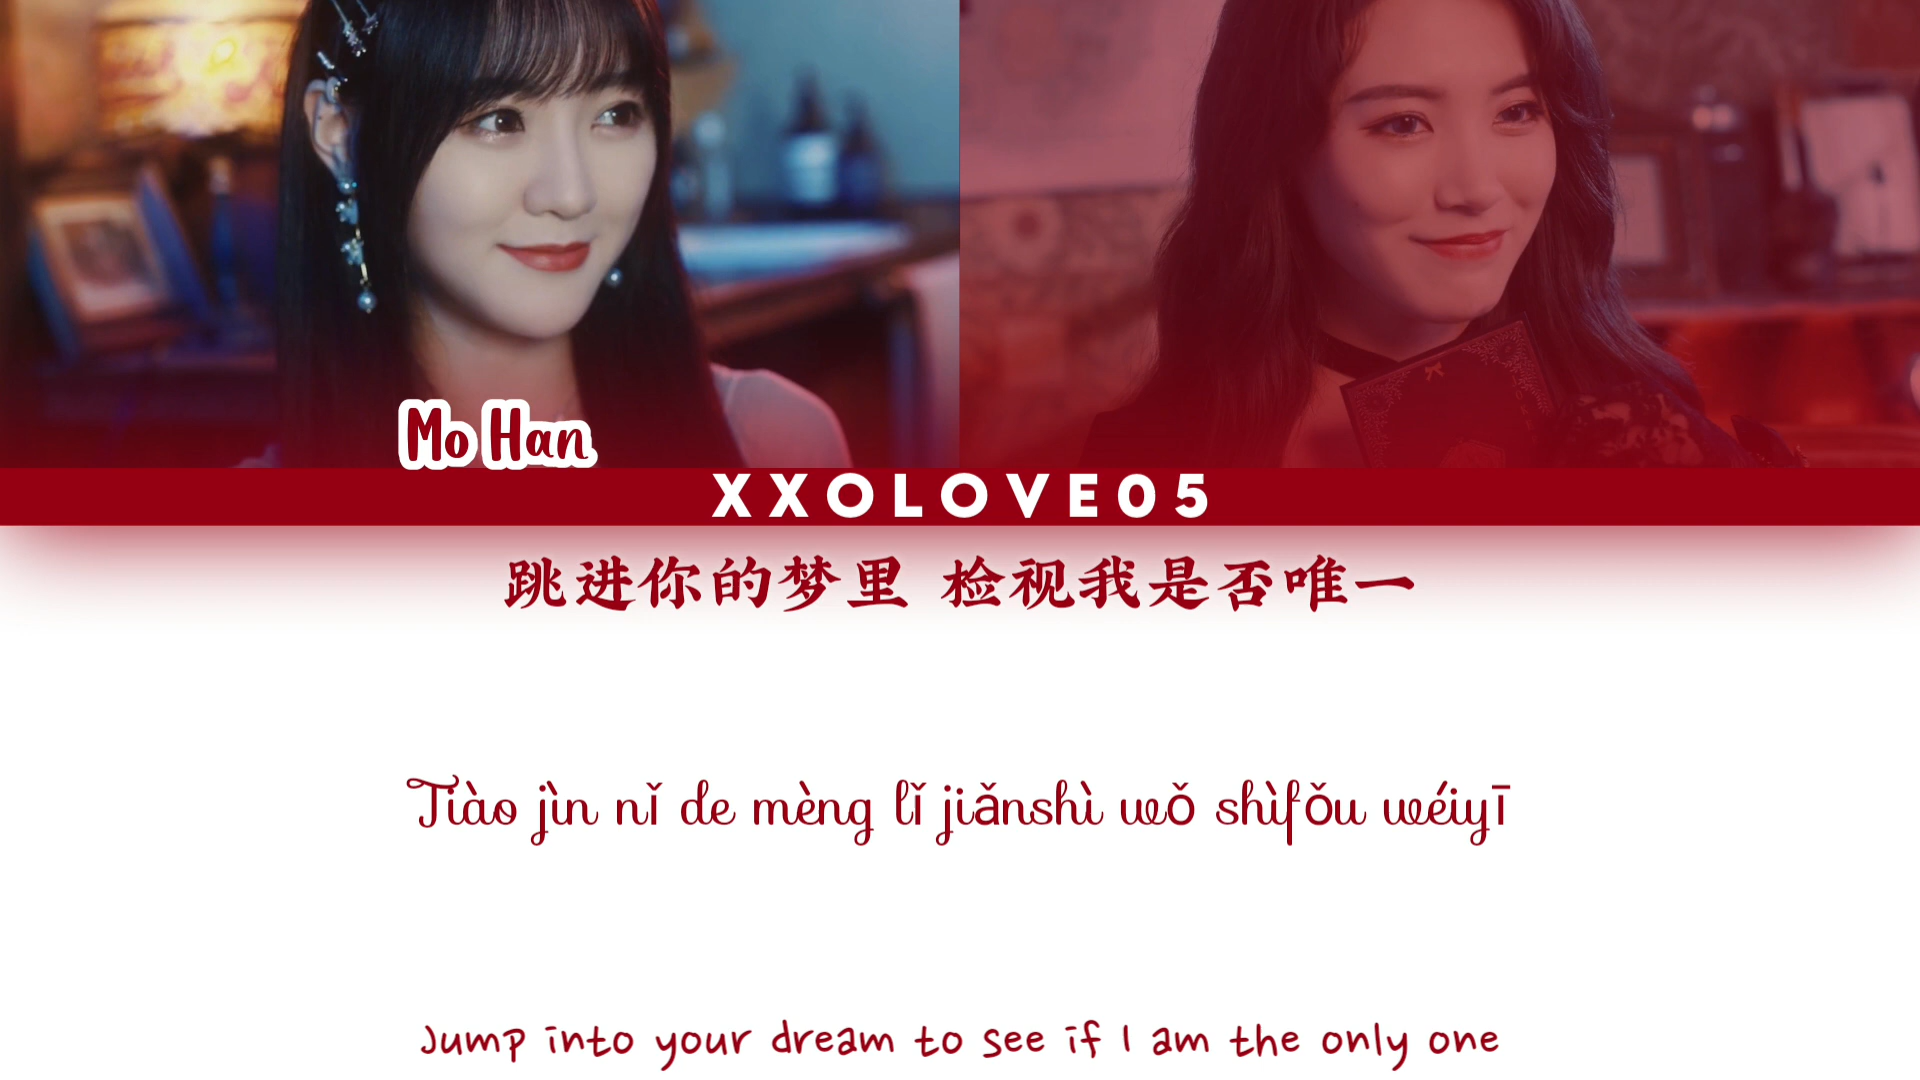 Mo Han
XXOLOVE05
跳进你的梦里 检视我是否唯一
Tiào jìn nǐ de mèng lǐ jiǎnshì wǒ shìfǒu wéiyī
Jump into your dream to see if I am the only one